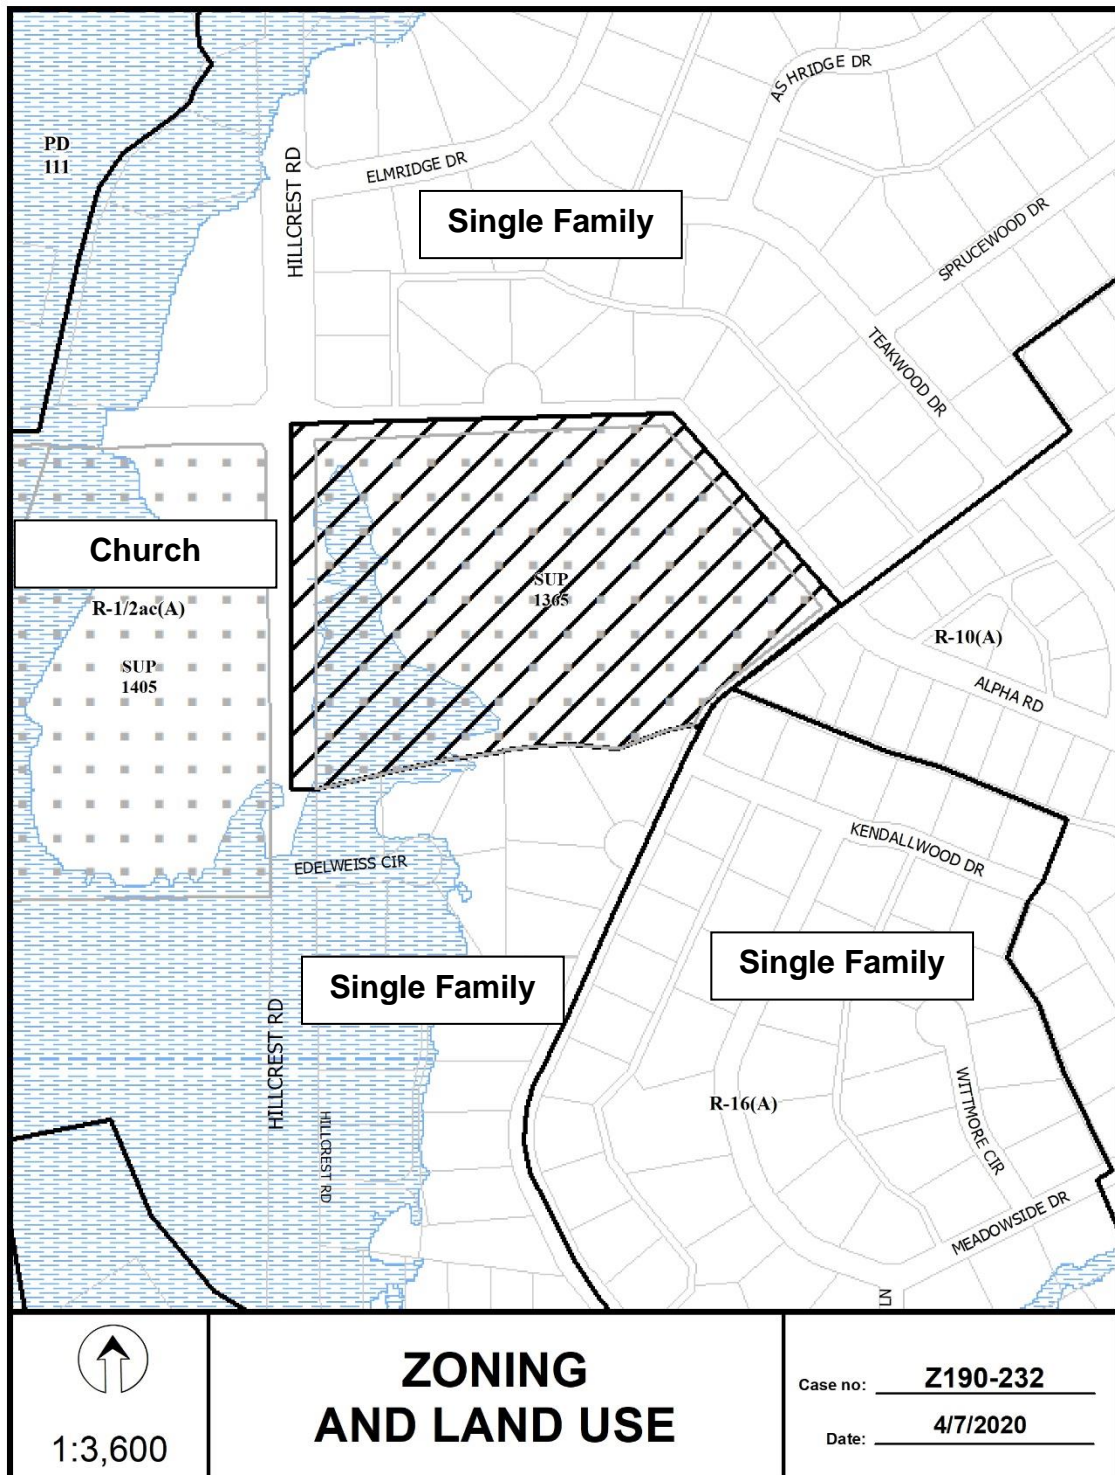 AS HRIDGE DR
PD
111
ELMRIDGE DR
HILLCREST RD
Single Family
SPRUCEWOOD DR
TEAKWOOD DR
Church
R-1/2ac(A)
SUP
1365
SUP
1405
R-10(A)
ALPHA RD
KENDALLWOOD DR
EDELWEISS CIR
Single Family
Single Family
HILLCREST RD
HILLCREST RD
R-16(A)
WITTMORE CIR
MEADOWSIDE DR
LN
1:3,600
ZONING
AND LAND USE
Case no: Z190-232
Date: 4/7/2020